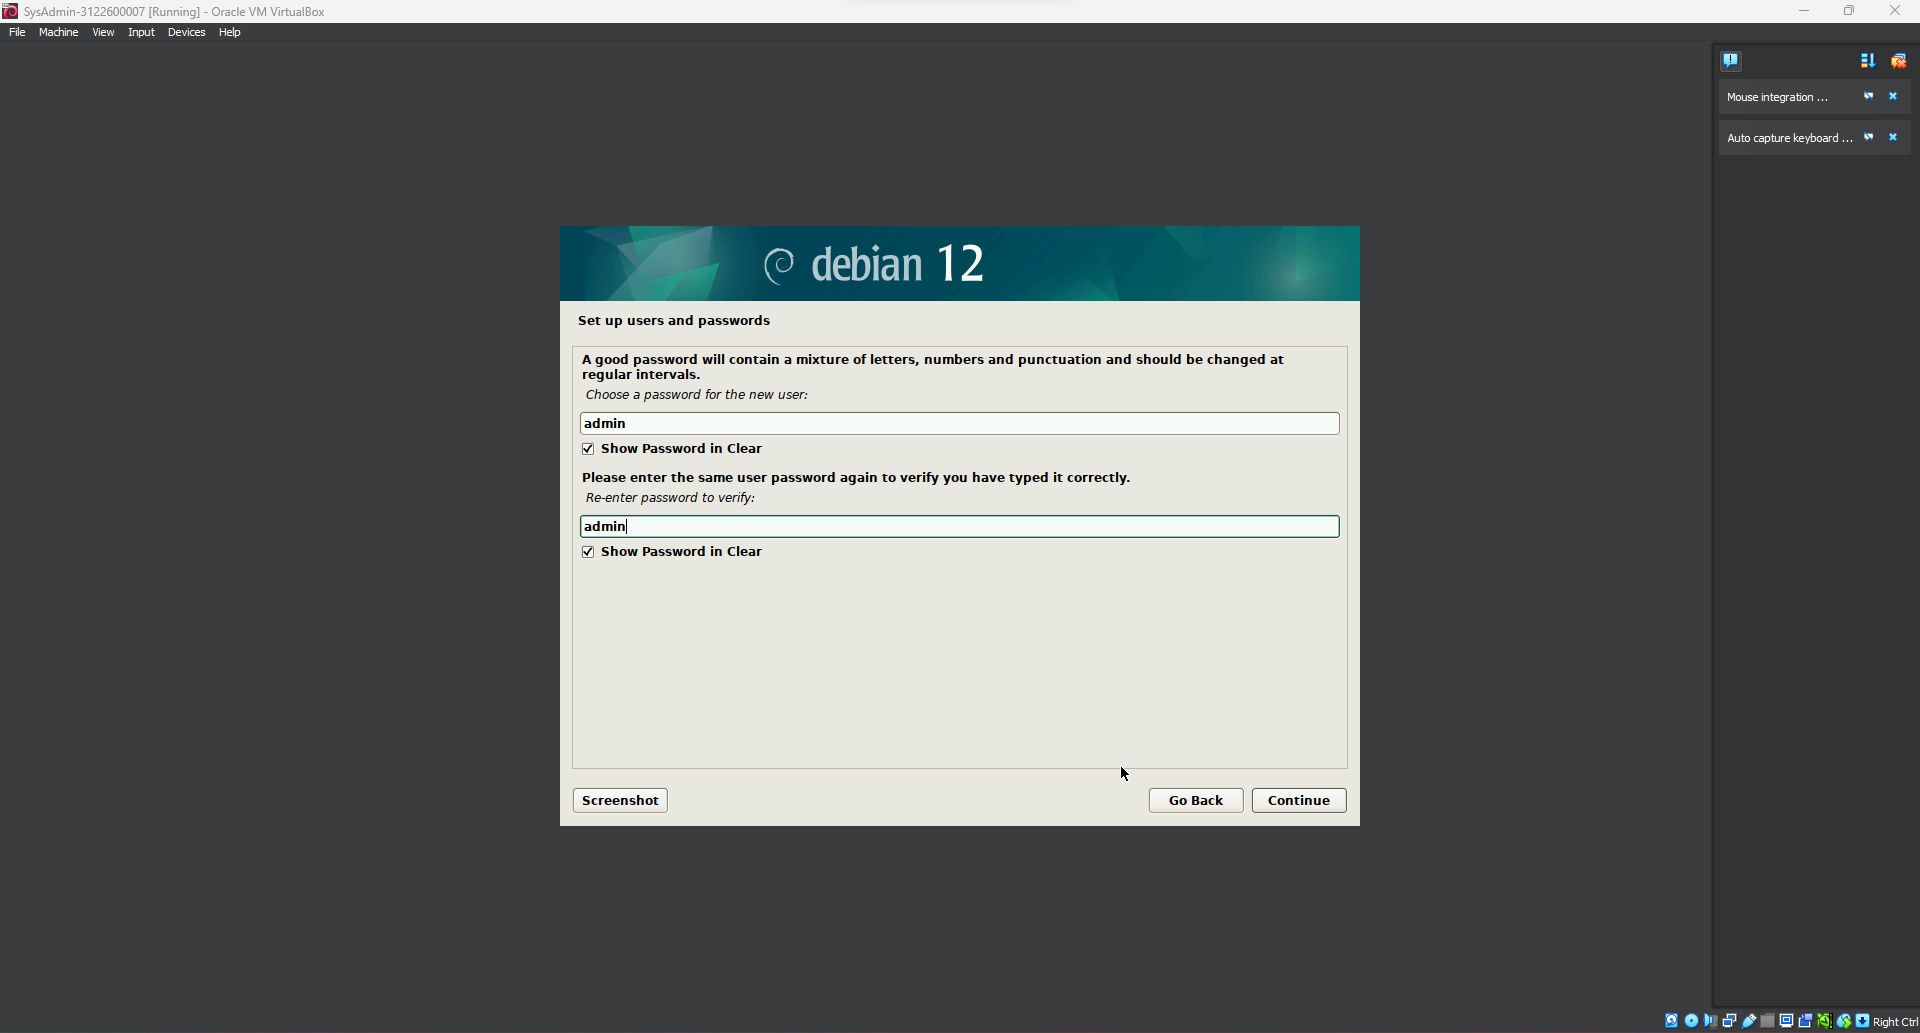 SysAdmin-3122600007 [Running] - Oracle VM VirtualBox
File Machine View Input Devices Help
Mouse integration ...
Auto capture keyboard ...
debian 12
Set up users and passwords
A good password will contain a mixture of letters, numbers and punctuation and should be changed at
regular intervals.
Choose a password for the new user:
admin
Show Password in Clear
Please enter the same user password again to verify you have typed it correctly.
Re-enter password to verify:
admin
Show Password in Clear
Screenshot Go Back Continue
Right Ctrl